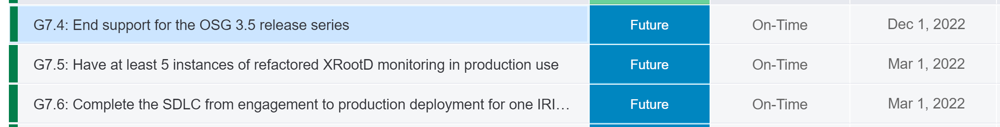 G7.4: End support for the OSG 3.5 release series Future On-Time Dec 1, 2022
G7.5: Have at least 5 instances of refactored XRootD monitoring in production use Future On-Time Mar 1, 2022
G7.6: Complete the SDLC from engagement to production deployment for one IRI... Future On-Time Mar 1, 2022